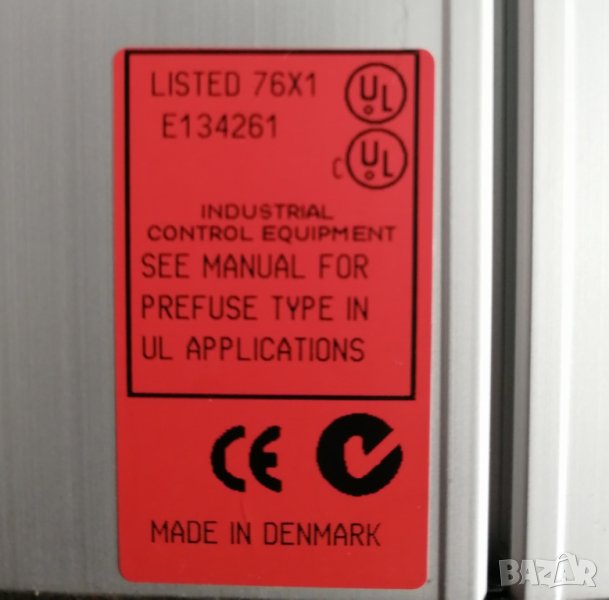 LISTED 76X1 UL
E134261
C UL
INDUSTRIAL
CONTROL EQUIPMENT
SEE MANUAL FOR
PREFUSE TYPE IN
UL APPLICATIONS
CE
MADE IN DENMARK
BAZAR